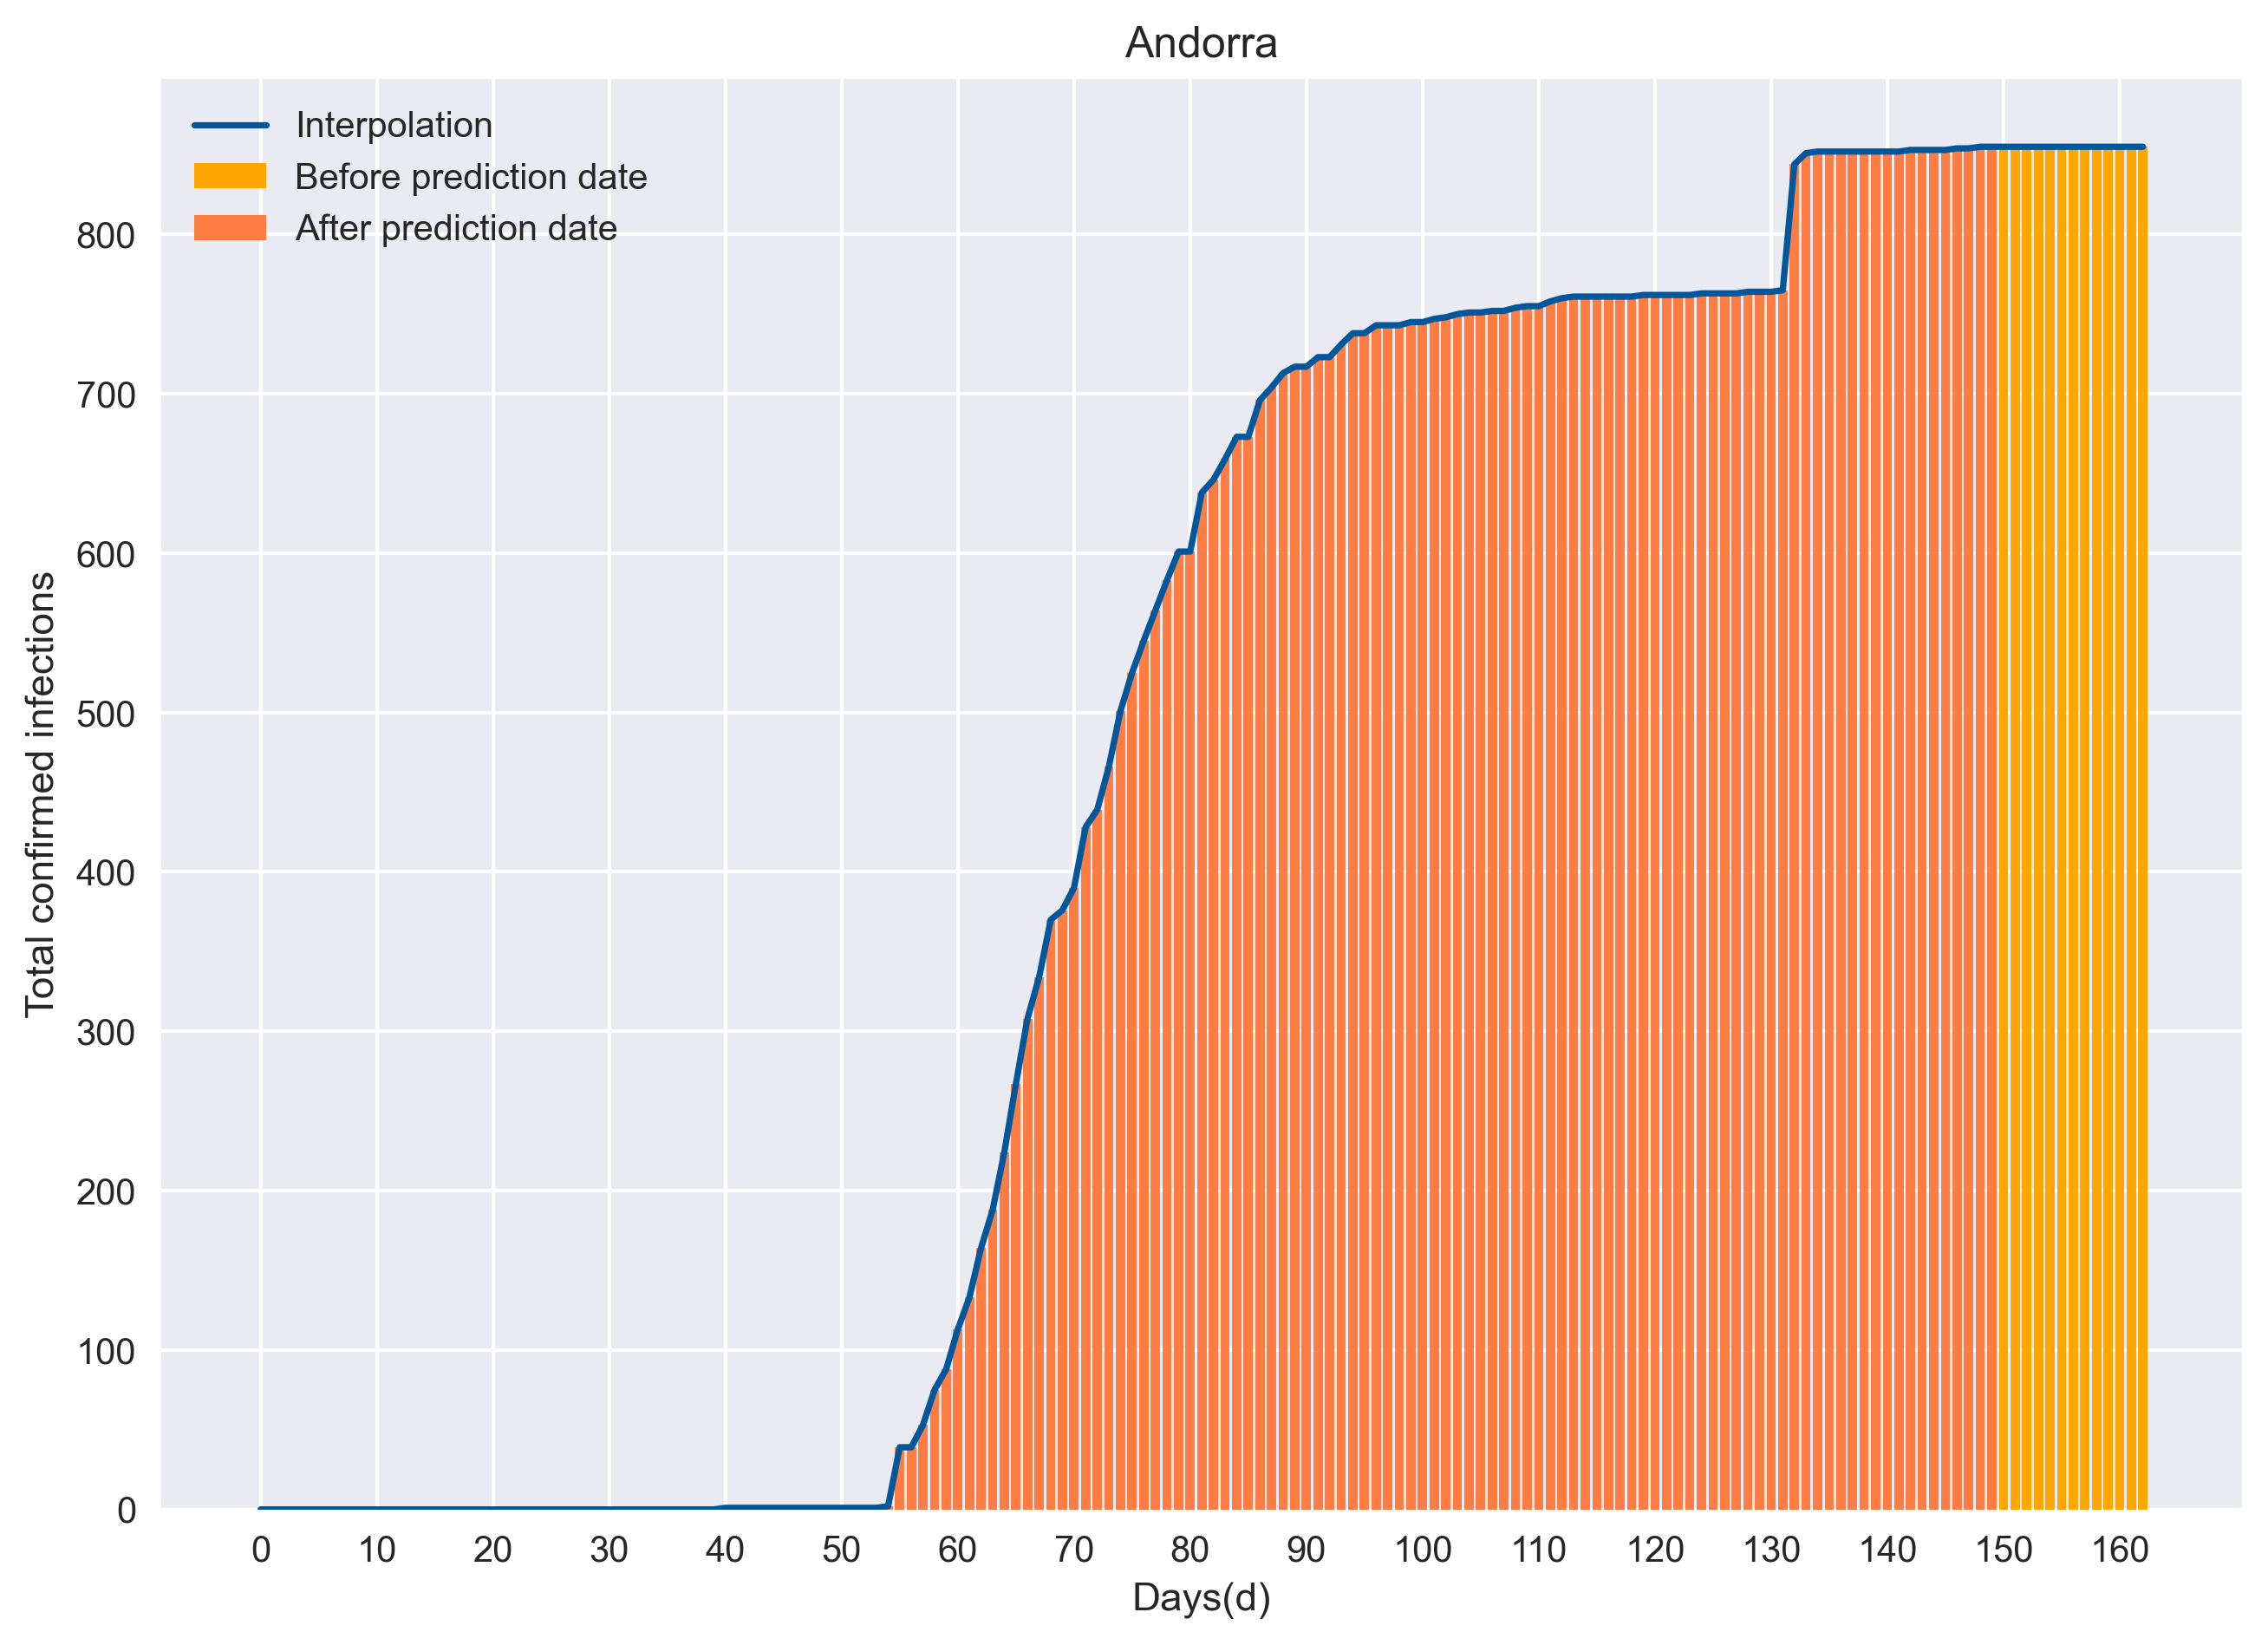 Andorra
Interpolation
Before prediction date
After prediction date
Total confirmed infections
800
700
600
500
400
300
200
100
0
0 10 20 30 40 50 60 70 80 90 100 110 120 130 140 150 160
Days(d)